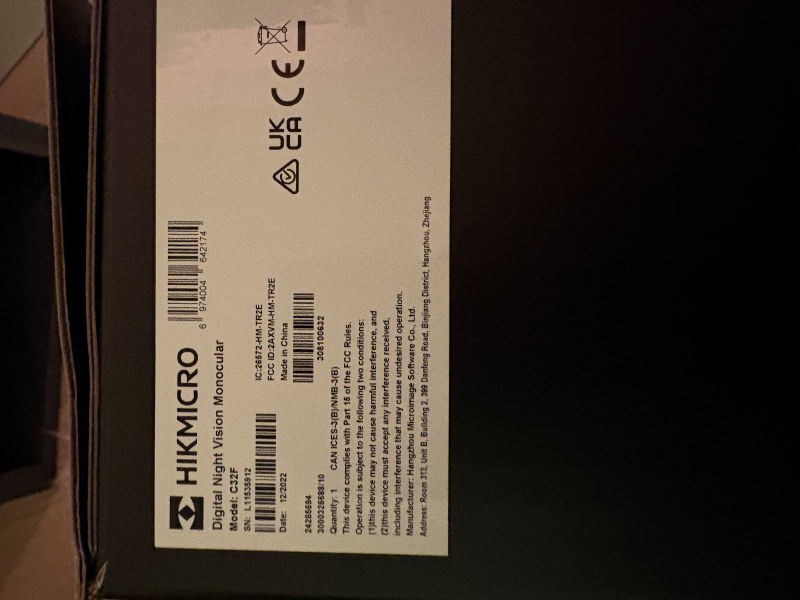 HIKMICRO
6 974004 642174
Digital Night Vision Monocular
Model: C32F
SN: L11535912
IC:26572-HM-TR2E
FCC ID:2AXVM-HM-TR2E
Date: 12/2022
Made in China
24285694
308100632
3000326688/10
Quantity: 1 CAN ICES-3(B)/NMB-3(B)
This device complies with Part 15 of the FCC Rules.
Operation is subject to the following two conditions:
(1)this device may not cause harmful interference, and
(2)this device must accept any interference received,
including interference that may cause undesired operation.
Manufacturer: Hangzhou Microimage Software Co., Ltd.
Address: Room 313, Unit B, Building 2, 399 Danfeng Road, Binjiang District, Hangzhou, Zhejiang
UK
CA
CE